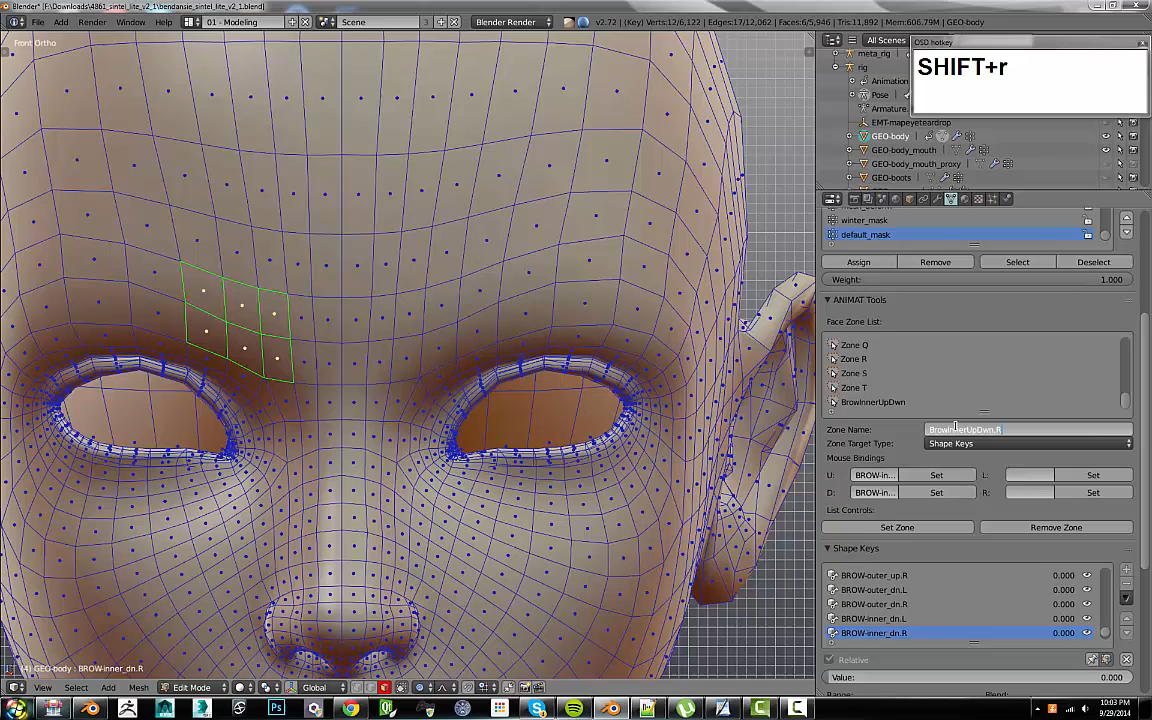 Blender* [F:\Downloads\4861_sintel_lite_v2_1\bendansie_sintel_lite_v2_1.blend]
File Render Window Help 01 - Modeling Scene 3 Blender Render v2.72 | (Key) Verts:12/6,122 | Edges:17/12,062 | Faces:6/5,946 | Tris:11,892 | Mem:606.79M | GEO-body
Front Ortho
All Scenes
OSD hotkey
SHIFT+r
meta_rig
rig
Animation
Pose
Armature.
EMT-mapeyeteardrop
GEO-body
GEO-body_mouth
GEO-body_mouth_proxy
GEO-boots
winter_mask
default_mask
Assign Remove Select Deselect
Weight: 1.000
ANIMAT Tools
Face Zone List:
Zone Q
Zone R
Zone S
Zone T
BrowInnerUpDwn
Zone Name: BrowInnerUpDwn.R
Zone Target Type: Shape Keys
Mouse Bindings
U: BROW-in... Set L: Set
D: BROW-in... Set R: Set
List Controls:
Set Zone Remove Zone
Shape Keys
BROW-outer_up.R 0.000
BROW-outer_dn.L 0.000
BROW-outer_dn.R 0.000
BROW-inner_dn.L 0.000
BROW-inner_dn.R 0.000
Relative
Value: 0.000
Range: Blend:
(4) GEO-body : BROW-inner_dn.R
View Select Add Mesh Edit Mode Global
10:03 PM
9/29/2014